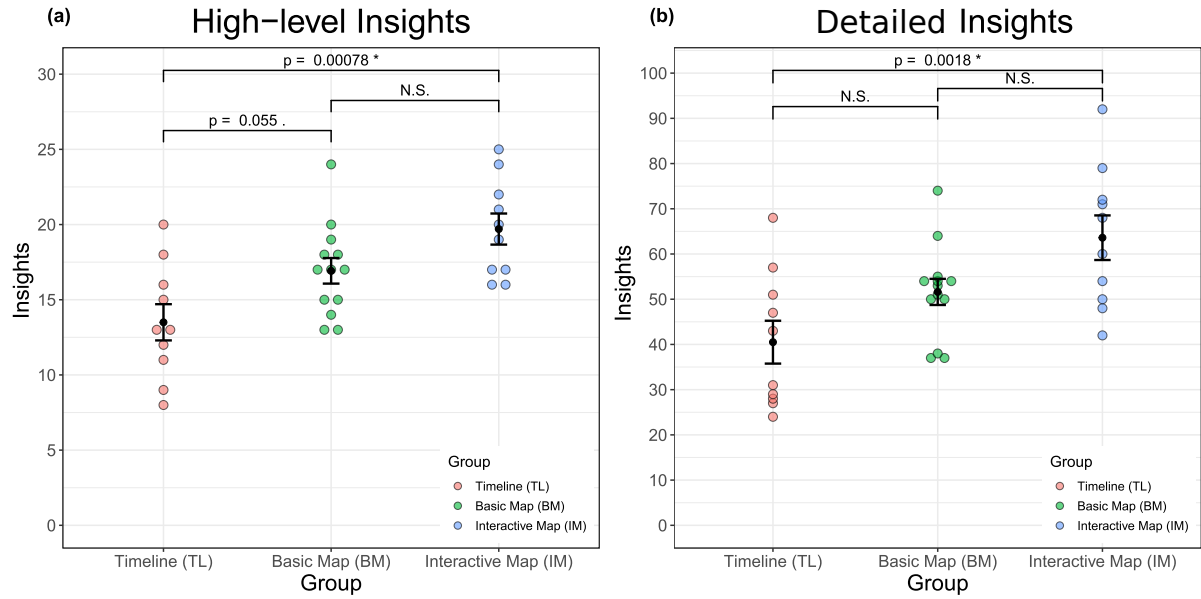 (a)
High−level Insights
30
25
20
15
10
5
0
Insights
p = 0.00078 *
N.S.
p = 0.055 .
Group
Timeline (TL)
Basic Map (BM)
Interactive Map (IM)
Timeline (TL)
Basic Map (BM)
Interactive Map (IM)
Group
(b)
Detailed Insights
100
90
80
70
60
50
40
30
20
10
0
Insights
p = 0.0018 *
N.S.
N.S.
Group
Timeline (TL)
Basic Map (BM)
Interactive Map (IM)
Timeline (TL)
Basic Map (BM)
Interactive Map (IM)
Group